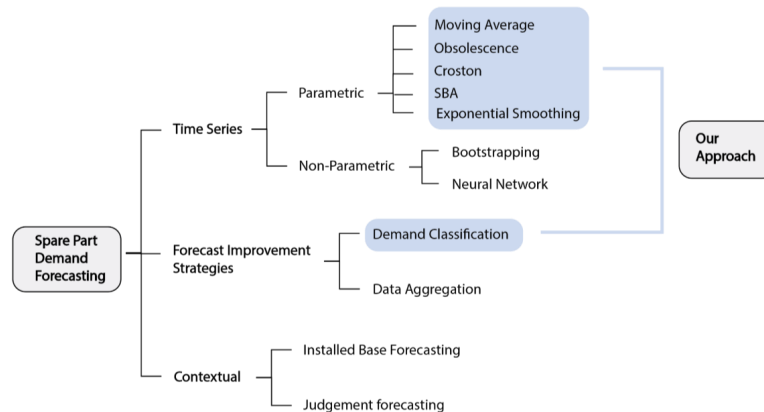 Moving Average
Obsolescence
Croston
SBA
Exponential Smoothing
Parametric
Time Series
Non-Parametric
Bootstrapping
Neural Network
Our
Approach
Spare Part
Demand
Forecasting
Forecast Improvement
Strategies
Demand Classification
Data Aggregation
Contextual
Installed Base Forecasting
Judgement forecasting